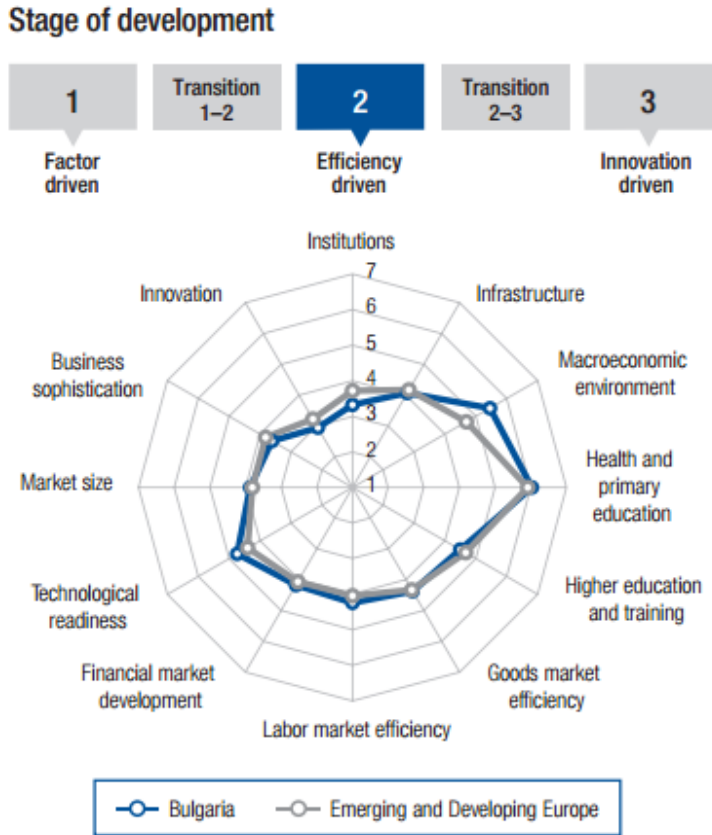 Stage of development
1
Transition
1–2
2
Transition
2–3
3
Factor
driven
Efficiency
driven
Innovation
driven
Institutions
7
6
5
4
3
2
1
Infrastructure
Macroeconomic
environment
Health and
primary
education
Higher education
and training
Goods market
efficiency
Labor market efficiency
Financial market
development
Technological
readiness
Market size
Business
sophistication
Innovation
Bulgaria
Emerging and Developing Europe